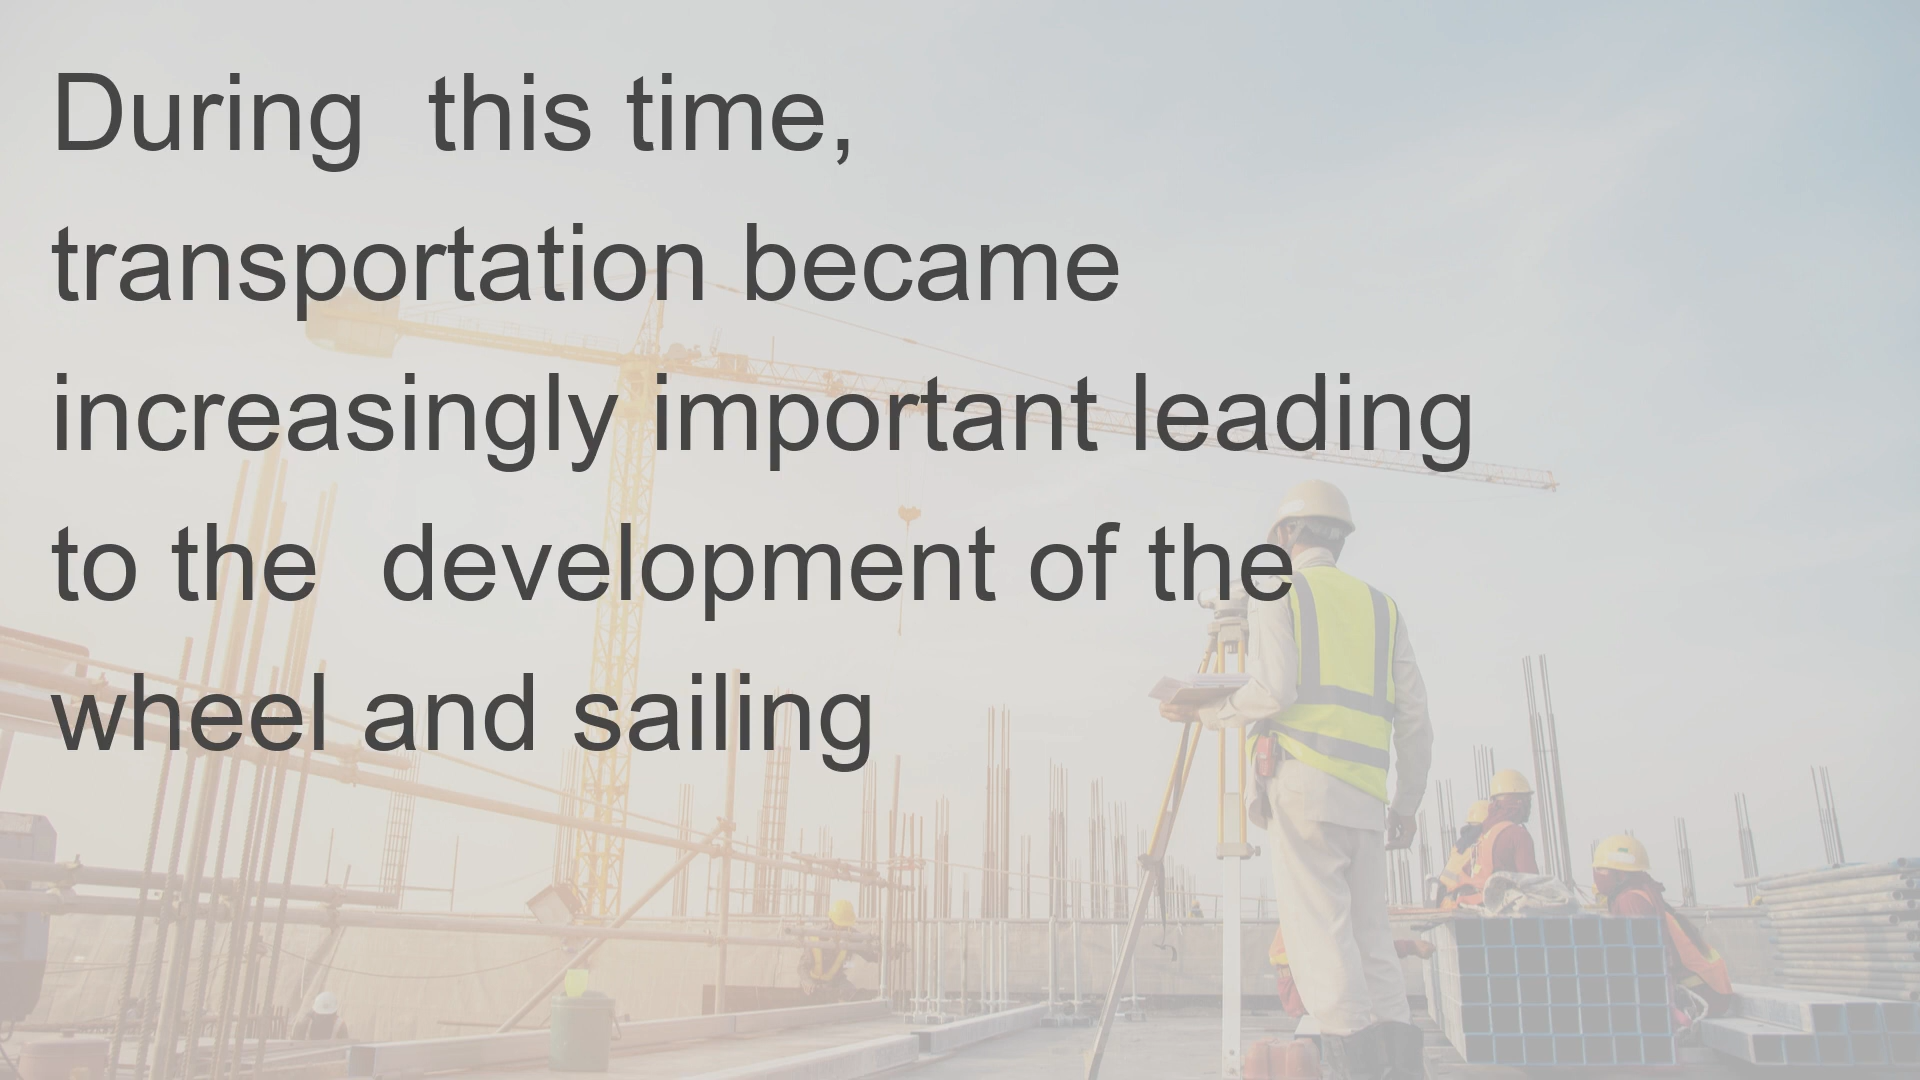 During  this time,
transportation became
increasingly important leading
to the  development of the
wheel and sailing